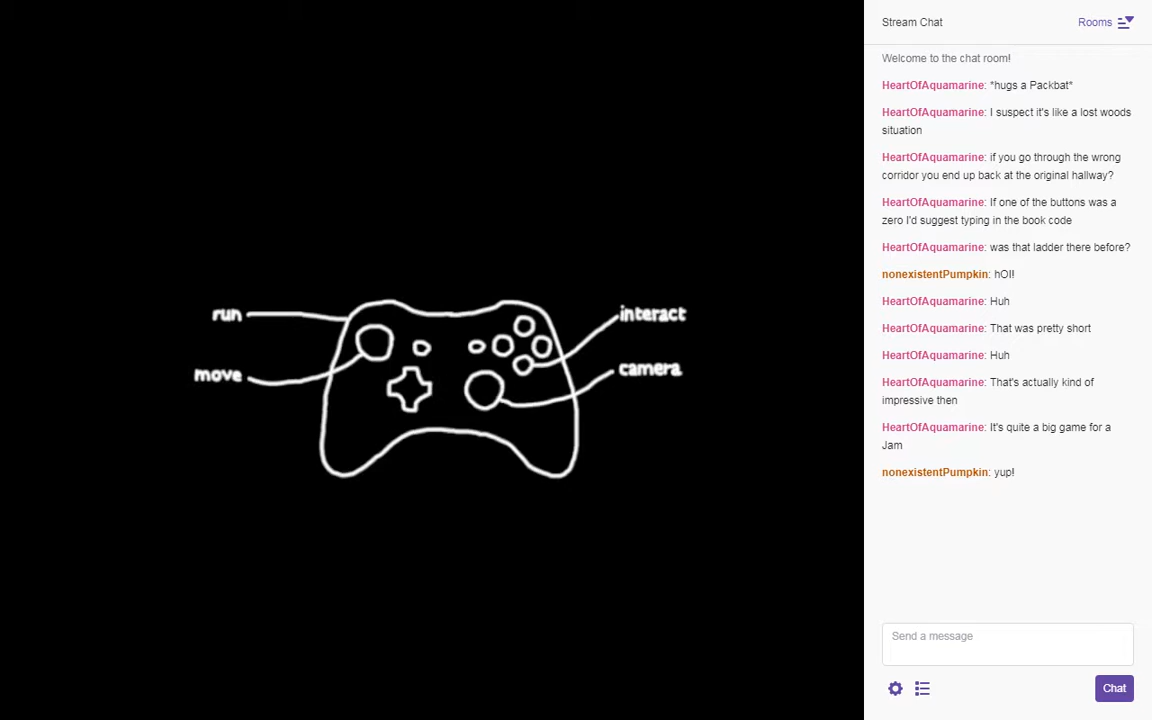 run
move
interact
camera
Stream Chat
Rooms
Welcome to the chat room!
HeartOfAquamarine: *hugs a Packbat*
HeartOfAquamarine: I suspect it's like a lost woods
situation
HeartOfAquamarine: if you go through the wrong
corridor you end up back at the original hallway?
HeartOfAquamarine: If one of the buttons was a
zero I'd suggest typing in the book code
HeartOfAquamarine: was that ladder there before?
nonexistentPumpkin: hOI!
HeartOfAquamarine: Huh
HeartOfAquamarine: That was pretty short
HeartOfAquamarine: Huh
HeartOfAquamarine: That's actually kind of
impressive then
HeartOfAquamarine: It's quite a big game for a
Jam
nonexistentPumpkin: yup!
Send a message
Chat